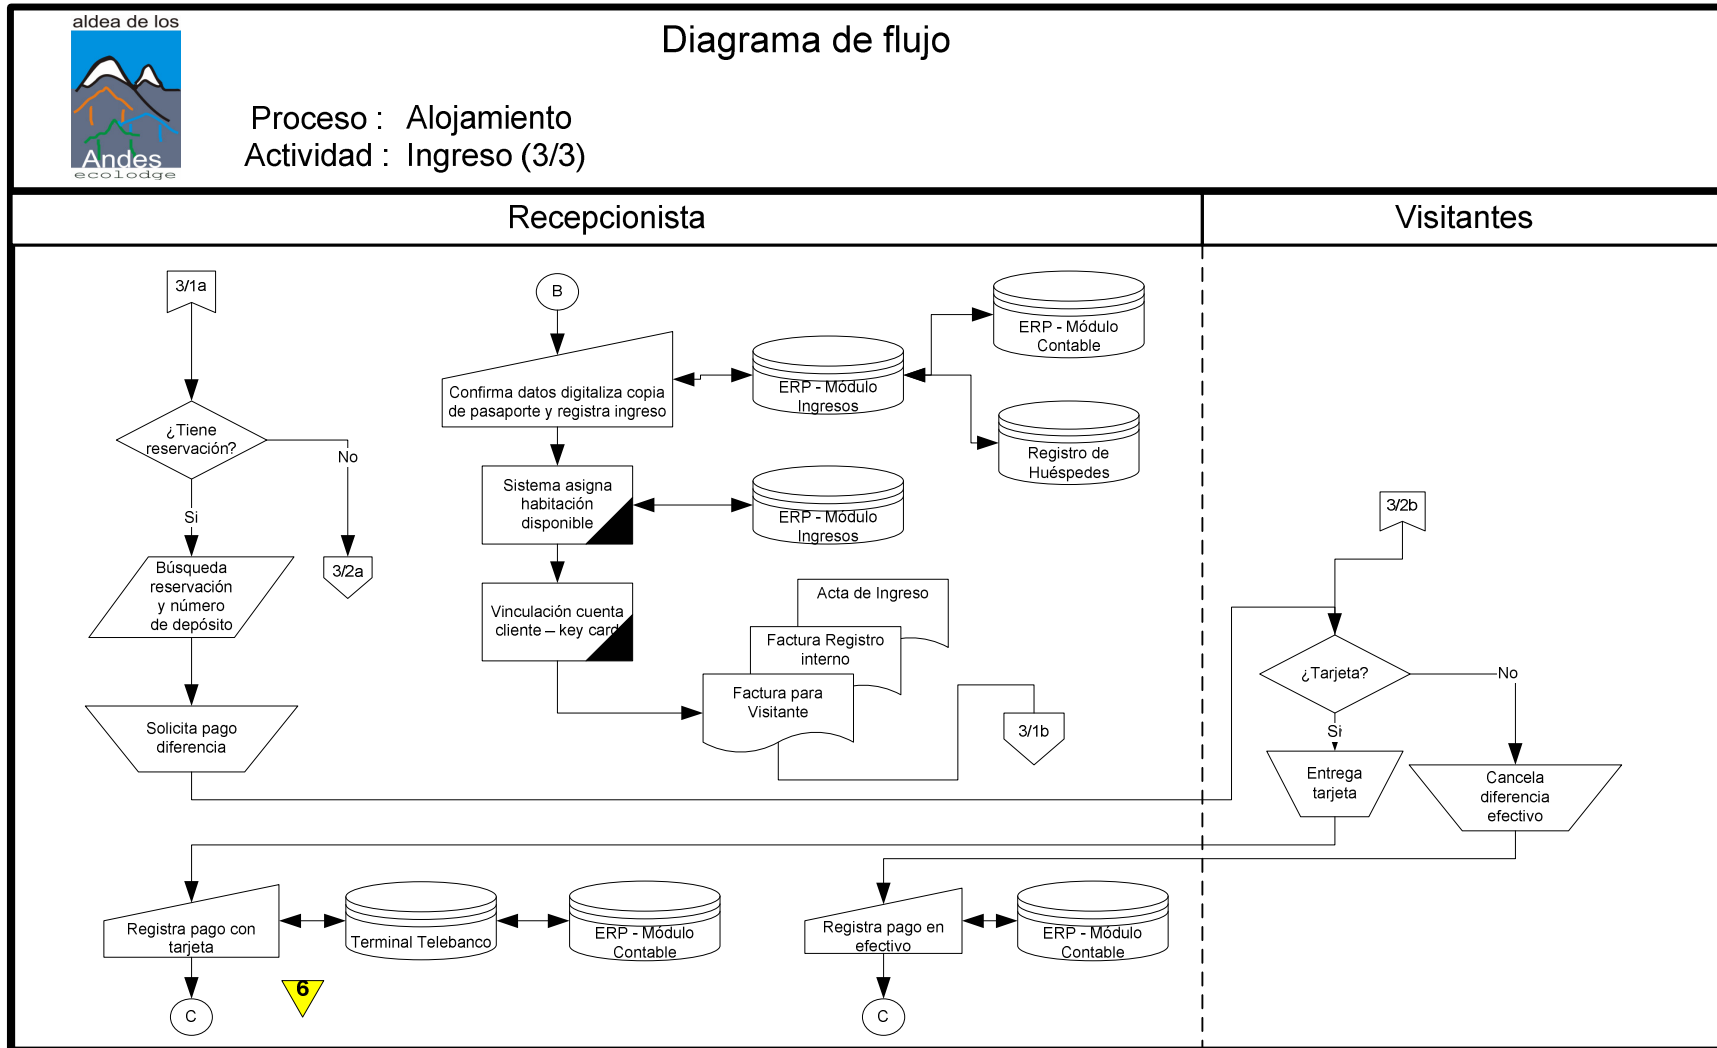 aldea de los
Andes
ecolodge
Diagrama de flujo
Proceso : Alojamiento
Actividad : Ingreso (3/3)
Recepcionista
Visitantes
3/1a
¿Tiene
reservación?
No
Si
3/2a
Búsqueda
reservación
y número
de depósito
Solicita pago
diferencia
B
Confirma datos digitaliza copia
de pasaporte y registra ingreso
ERP - Módulo
Ingresos
ERP - Módulo
Contable
Registro de
Huéspedes
Sistema asigna
habitación
disponible
ERP - Módulo
Ingresos
Vinculación cuenta
cliente – key card
Acta de Ingreso
Factura Registro
interno
Factura para
Visitante
3/1b
3/2b
¿Tarjeta?
No
Si
Entrega
tarjeta
Cancela
diferencia
efectivo
Registra pago con
tarjeta
Terminal Telebanco
ERP - Módulo
Contable
Registra pago en
efectivo
ERP - Módulo
Contable
C
6
C